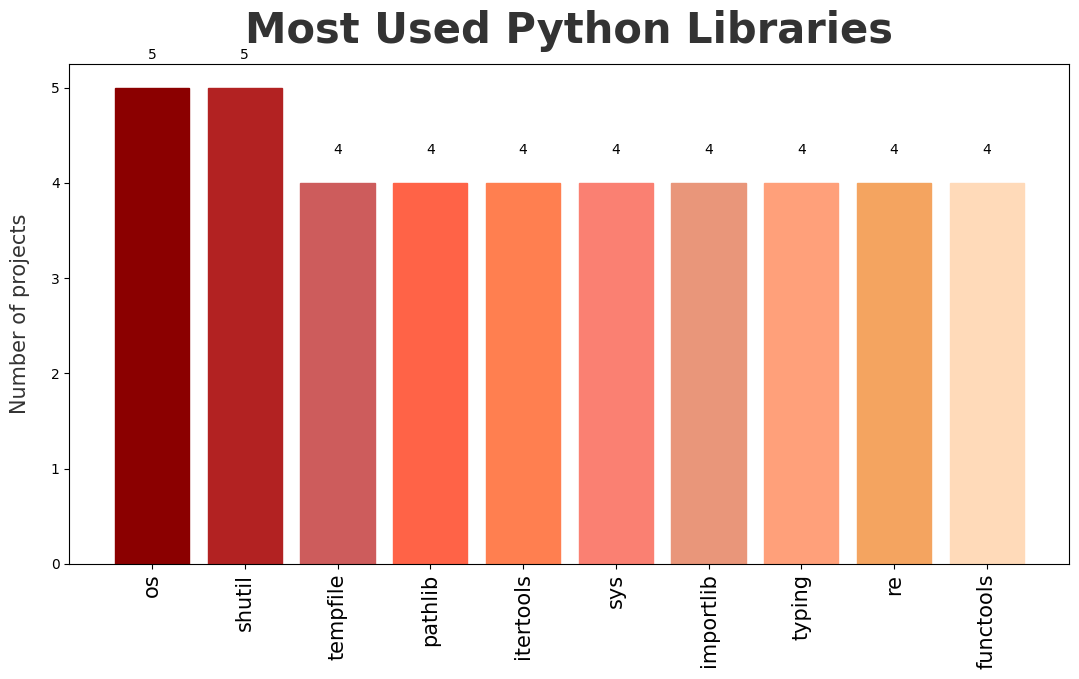 Most Used Python Libraries
5 5
4 4 4 4 4 4 4 4
Number of projects
5
4
3
2
1
0
os shutil tempfile pathlib itertools sys importlib typing re functools